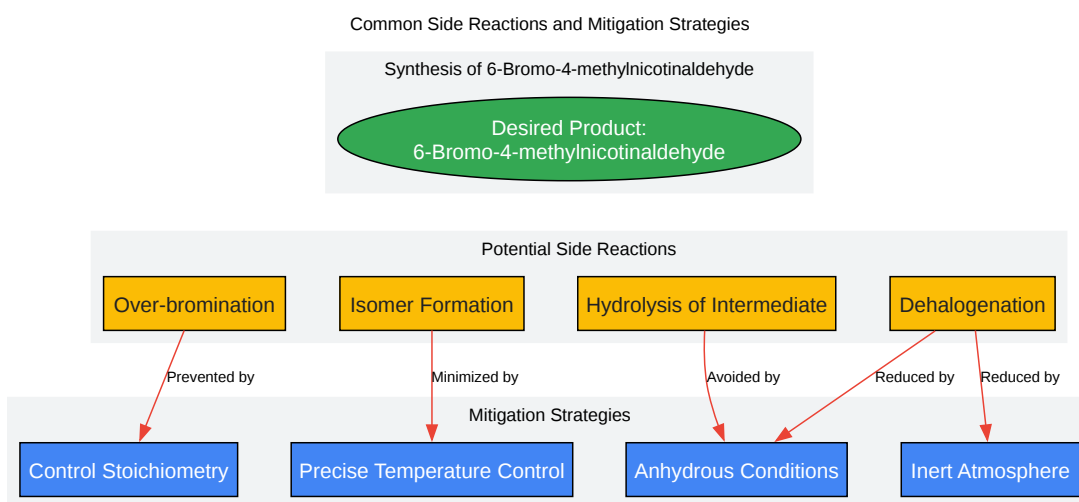 Common Side Reactions and Mitigation Strategies
Synthesis of 6-Bromo-4-methylnicotinaldehyde
Desired Product:
6-Bromo-4-methylnicotinaldehyde
Potential Side Reactions
Over-bromination
Isomer Formation
Hydrolysis of Intermediate
Dehalogenation
Prevented by
Minimized by
Avoided by
Reduced by
Reduced by
Mitigation Strategies
Control Stoichiometry
Precise Temperature Control
Anhydrous Conditions
Inert Atmosphere